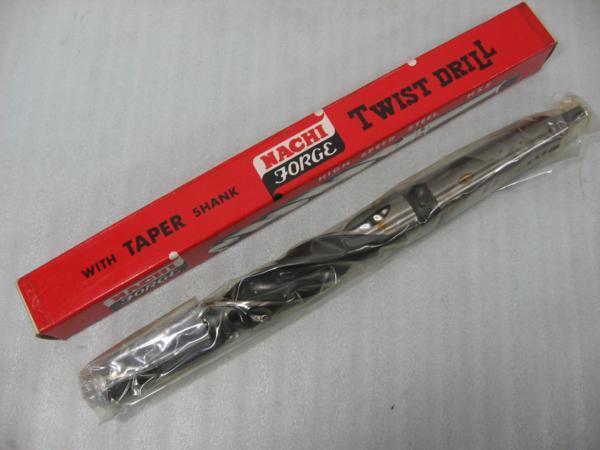 WITH TAPER SHANK
NACHI
FORGE
TWIST DRILL
HIGH SPEED STEEL H.S.S
NACHI
FORGE